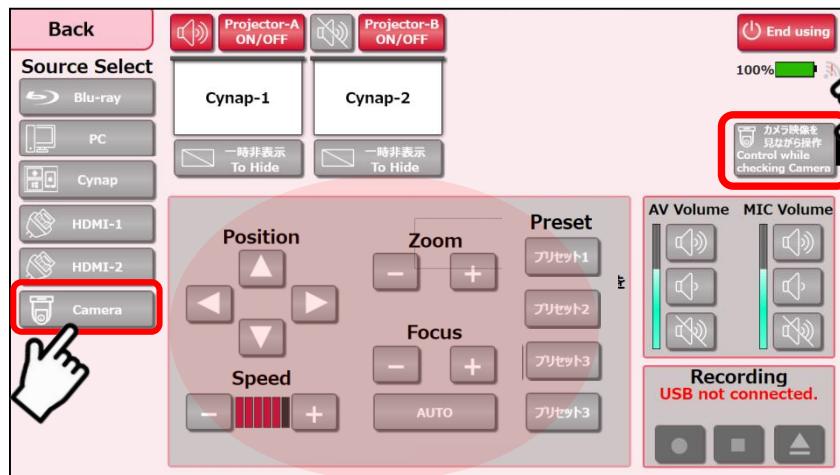 Back
Projector-A
ON/OFF
Projector-B
ON/OFF
End using
100%
Source Select
Blu-ray
PC
Cynap
HDMI-1
HDMI-2
Camera
Cynap-1
Cynap-2
一時非表示
To Hide
一時非表示
To Hide
カメラ映像を
見ながら操作
Control while
checking Camera
Position
Zoom
Focus
Speed
AUTO
Preset
プリセット1
プリセット2
プリセット3
プリセット3
AV Volume
MIC Volume
Recording
USB not connected.